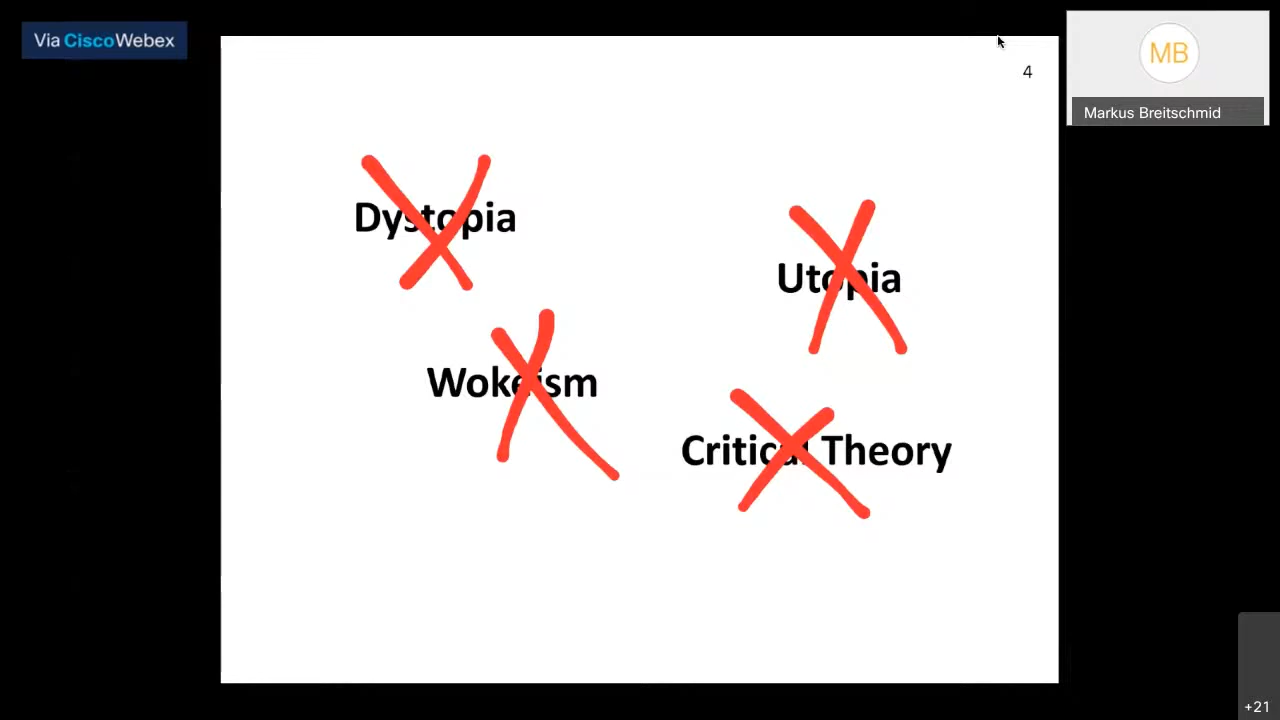 Via CiscoWebex
MB
Markus Breitschmid
4
Dystopia
Utopia
Wokeism
Critical Theory
+21